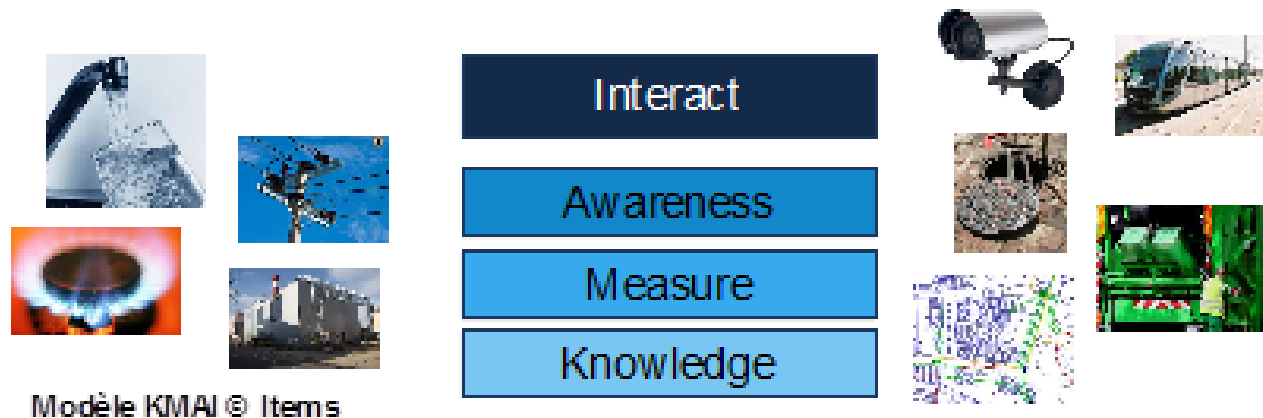 Interact
Awareness
Measure
Knowledge
Modèle KMAI © Items